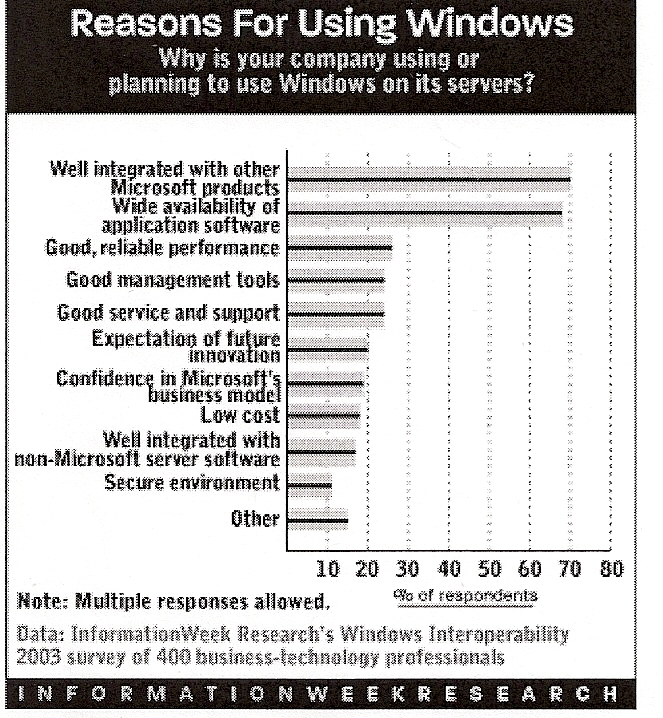 Reasons For Using Windows
Why is your company using or
planning to use Windows on its servers?
Well integrated with other
Microsoft products
Wide availability of
application software
Good, reliable performance
Good management tools
Good service and support
Expectation of future
innovation
Confidence in Microsoft's
business model
Low cost
Well integrated with
non-Microsoft server software
Secure environment
Other
10 20 30 40 50 60 70 80
% of respondents
Note: Multiple responses allowed.
Data: InformationWeek Research's Windows Interoperability
2003 survey of 400 business-technology professionals
INFORMATIONWEEKRESEARCH